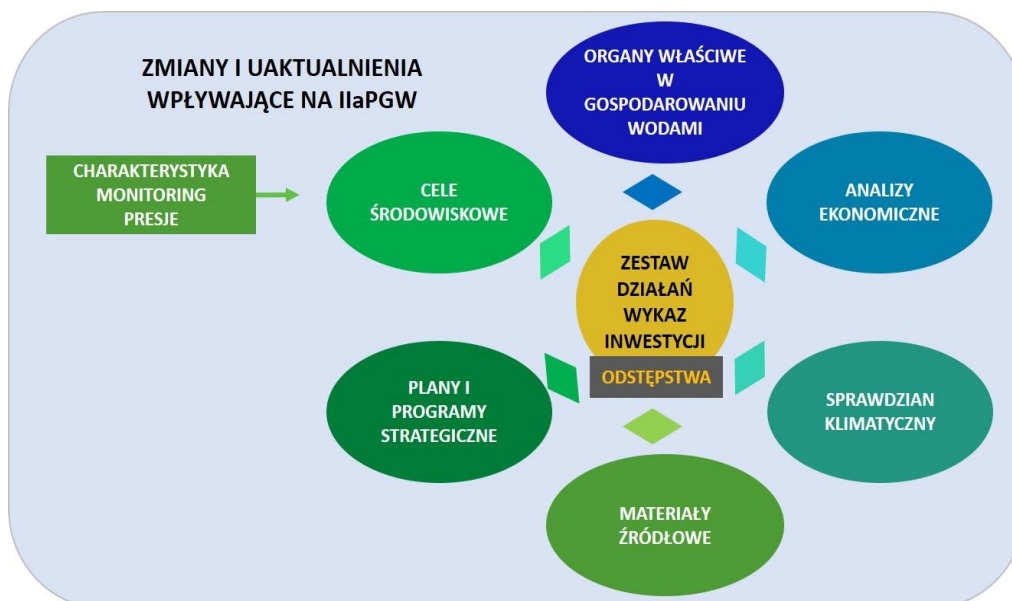 ZMIANY I UAKTUALNIENIA
WPŁYWAJĄCE NA IIaPGW
ORGANY WŁAŚCIWE
W
GOSPODAROWANIU
WODAMI
CHARAKTERYSTYKA
MONITORING
PRESJE
CELE
ŚRODOWISKOWE
ANALIZY
EKONOMICZNE
ZESTAW
DZIAŁAŃ
WYKAZ
INWESTYCJI
ODSTĘPSTWA
PLANY I
PROGRAMY
STRATEGICZNE
SPRAWDZIAN
KLIMATYCZNY
MATERIAŁY
ŹRÓDŁOWE